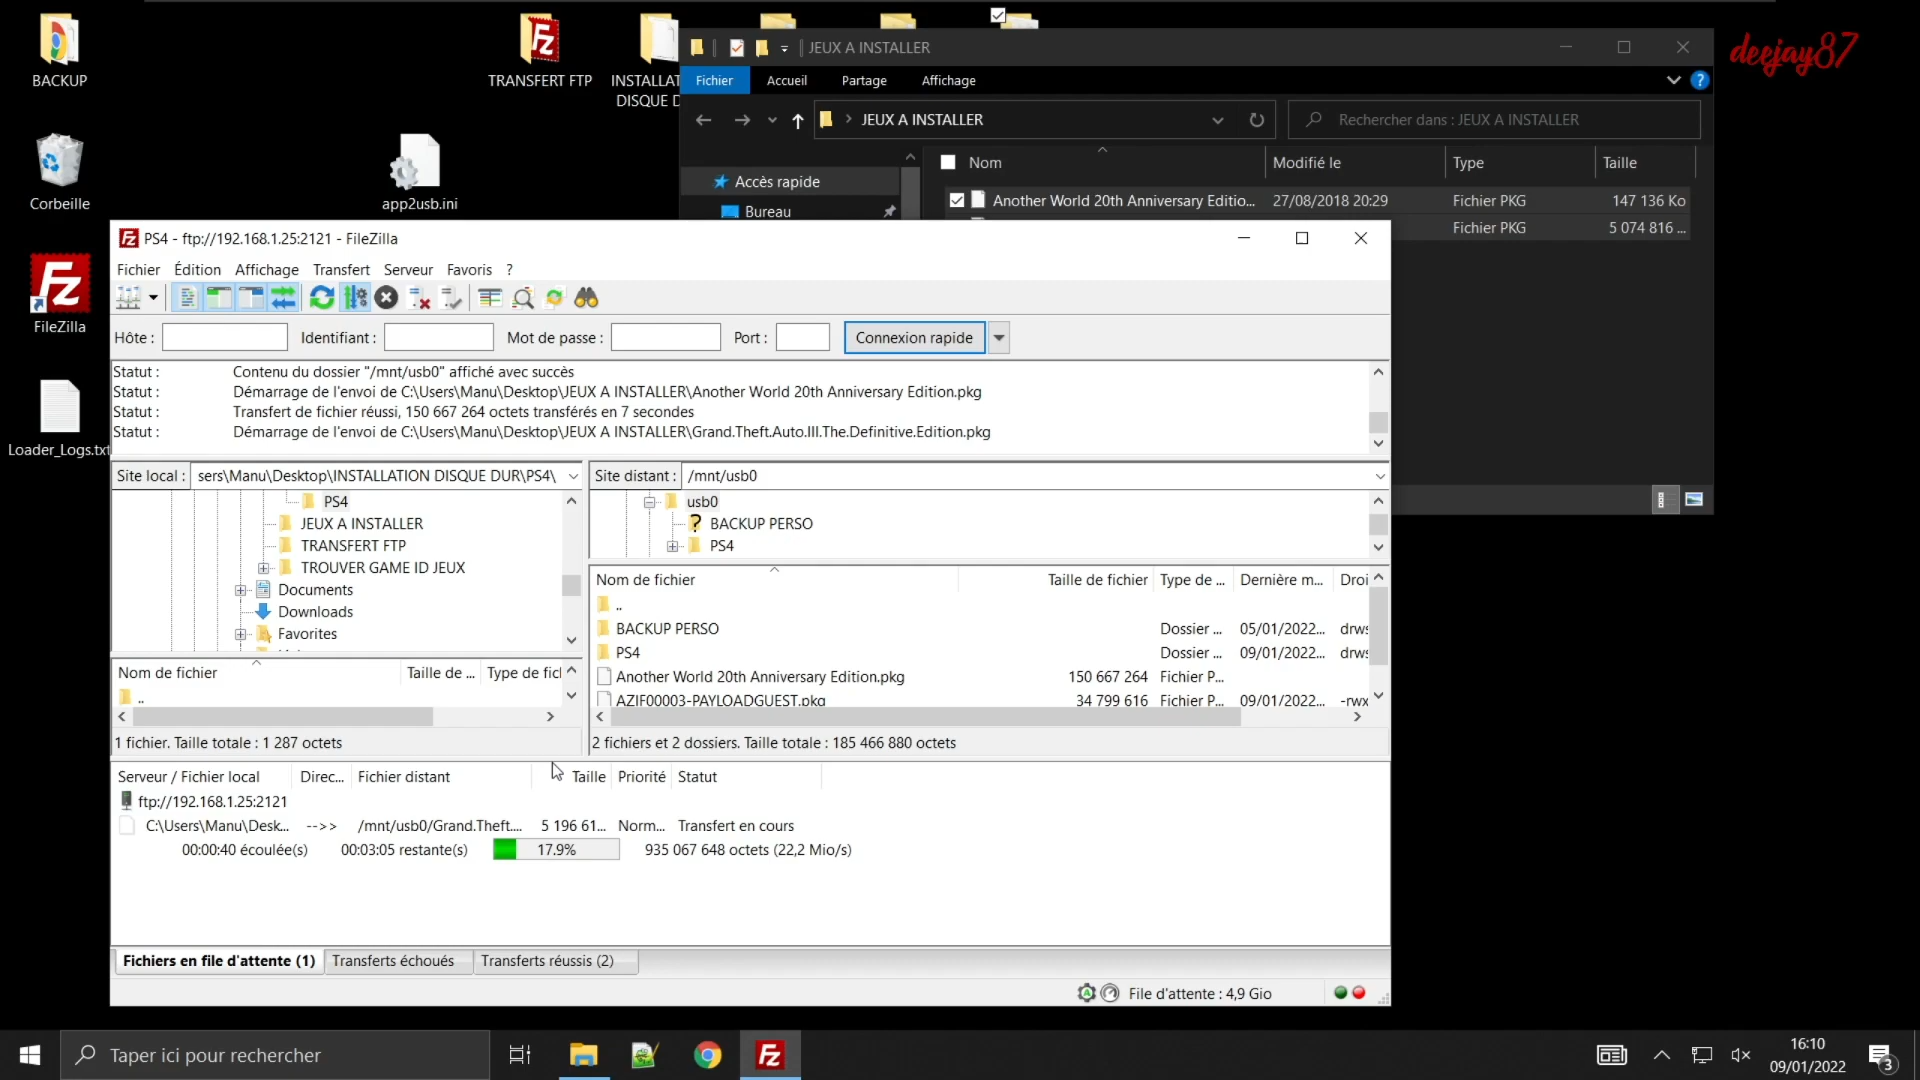 BACKUP
Corbeille
FileZilla
Loader_Logs.txt
app2usb.ini
TRANSFERT FTP
INSTALLAT
DISQUE D
deejay87
JEUX A INSTALLER
Fichier Accueil Partage Affichage
JEUX A INSTALLER
Rechercher dans : JEUX A INSTALLER
Nom Modifié le Type Taille
Accès rapide
Bureau
Another World 20th Anniversary Editio... 27/08/2018 20:29 Fichier PKG 147 136 Ko
Fichier PKG 5 074 816 ...
PS4 - ftp://192.168.1.25:2121 - FileZilla
Fichier Édition Affichage Transfert Serveur Favoris ?
Hôte : Identifiant : Mot de passe : Port : Connexion rapide
Statut : Contenu du dossier "/mnt/usb0" affiché avec succès
Statut : Démarrage de l'envoi de C:\Users\Manu\Desktop\JEUX A INSTALLER\Another World 20th Anniversary Edition.pkg
Statut : Transfert de fichier réussi, 150 667 264 octets transférés en 7 secondes
Statut : Démarrage de l'envoi de C:\Users\Manu\Desktop\JEUX A INSTALLER\Grand.Theft.Auto.III.The.Definitive.Edition.pkg
Site local : sers\Manu\Desktop\INSTALLATION DISQUE DUR\PS4\
PS4
JEUX A INSTALLER
TRANSFERT FTP
TROUVER GAME ID JEUX
Documents
Downloads
Favorites
Nom de fichier Taille de ... Type de fic
..
1 fichier. Taille totale : 1 287 octets
Site distant : /mnt/usb0
usb0
? BACKUP PERSO
PS4
Nom de fichier Taille de fichier Type de ... Dernière m... Droi
..
BACKUP PERSO Dossier ... 05/01/2022... drws
PS4 Dossier ... 09/01/2022... drws
Another World 20th Anniversary Edition.pkg 150 667 264 Fichier P...
AZIF00003-PAYLOADGUEST.pkg 34 799 616 Fichier P... 09/01/2022... -rwx
2 fichiers et 2 dossiers. Taille totale : 185 466 880 octets
Serveur / Fichier local Direc... Fichier distant Taille Priorité Statut
ftp://192.168.1.25:2121
C:\Users\Manu\Desk... -->> /mnt/usb0/Grand.Theft.... 5 196 61... Norm... Transfert en cours
00:00:40 écoulée(s) 00:03:05 restante(s) 17.9% 935 067 648 octets (22,2 Mio/s)
Fichiers en file d'attente (1) Transferts échoués Transferts réussis (2)
File d'attente : 4,9 Gio
Taper ici pour rechercher
16:10
09/01/2022
3